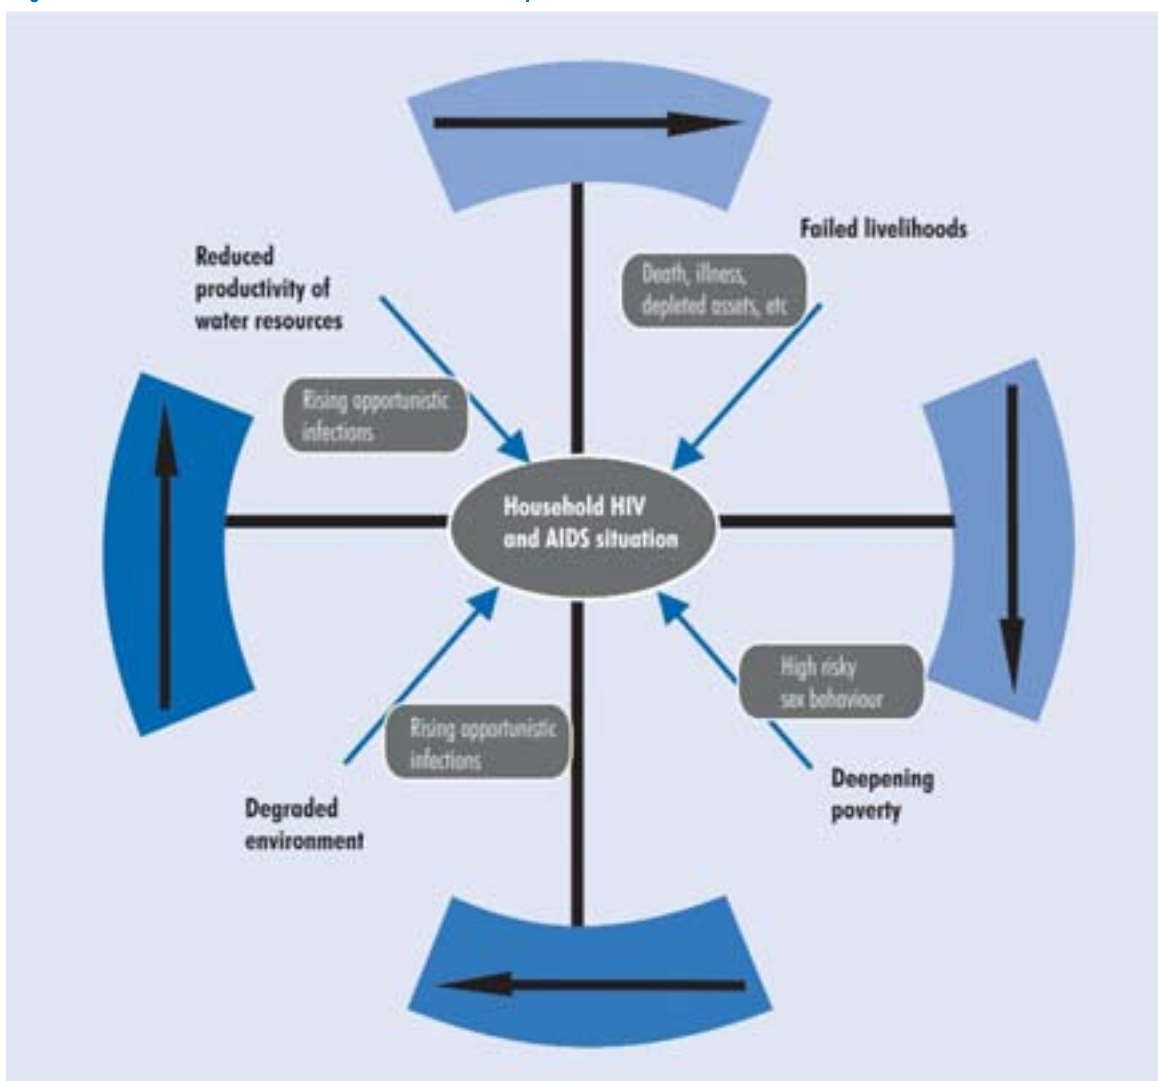 Failed livelihoods
Reduced
productivity of
water resources
Death, illness,
depleted assets, etc
Rising opportunistic
infections
Household HIV
and AIDS situation
High risky
sex behaviour
Rising opportunistic
infections
Deepening
poverty
Degraded
environment